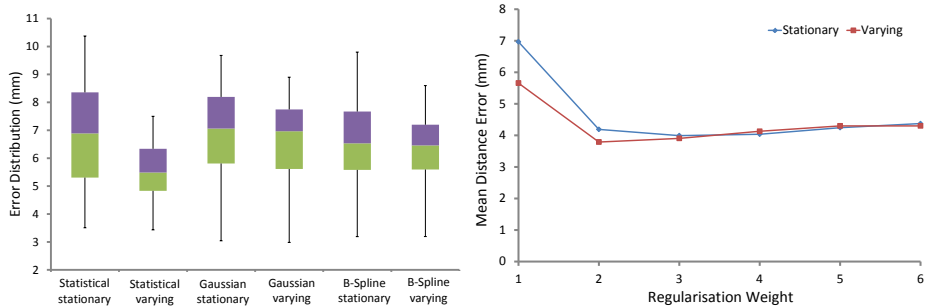 Error Distribution (mm)
11
10
9
8
7
6
5
4
3
2
Statistical stationary
Statistical varying
Gaussian stationary
Gaussian varying
B-Spline stationary
B-Spline varying
Mean Distance Error (mm)
8
7
6
5
4
3
2
1
0
Stationary
Varying
1 2 3 4 5 6
Regularisation Weight